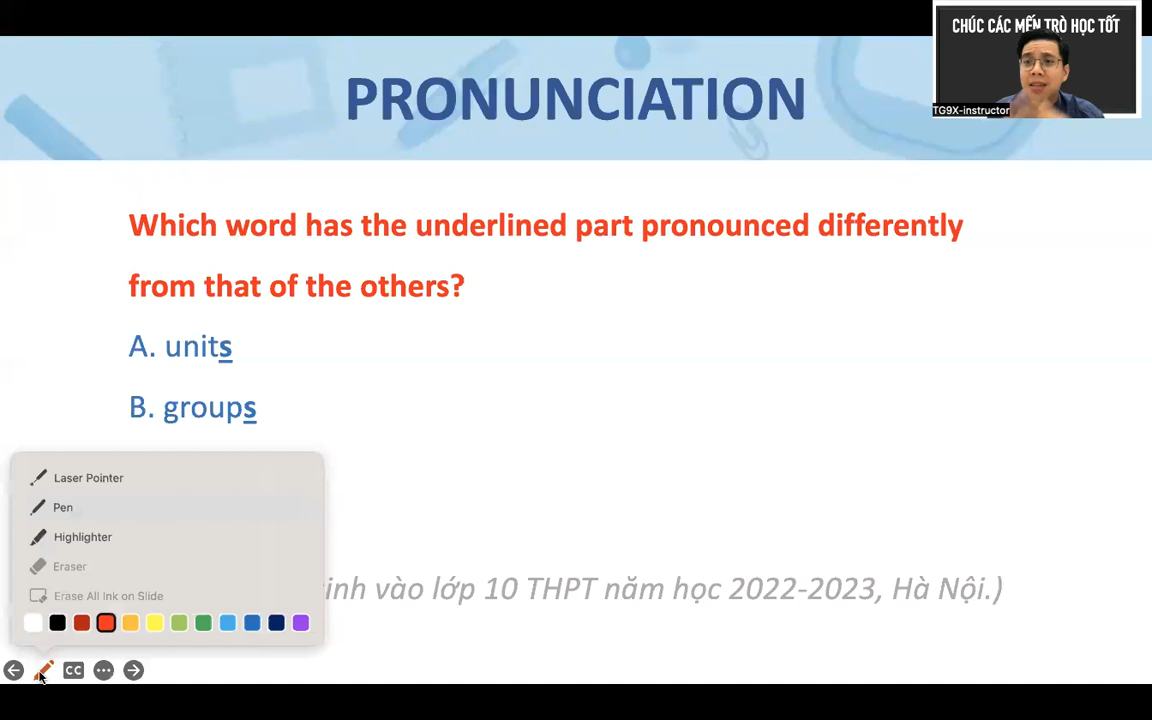 CHÚC CÁC MẾN TRÒ HỌC TỐT
TG9X-instructor
PRONUNCIATION
Which word has the underlined part pronounced differently
from that of the others?
A. units
B. groups
Laser Pointer
Pen
Highlighter
Eraser
Erase All Ink on Slide
sinh vào lớp 10 THPT năm học 2022-2023, Hà Nội.)
CC